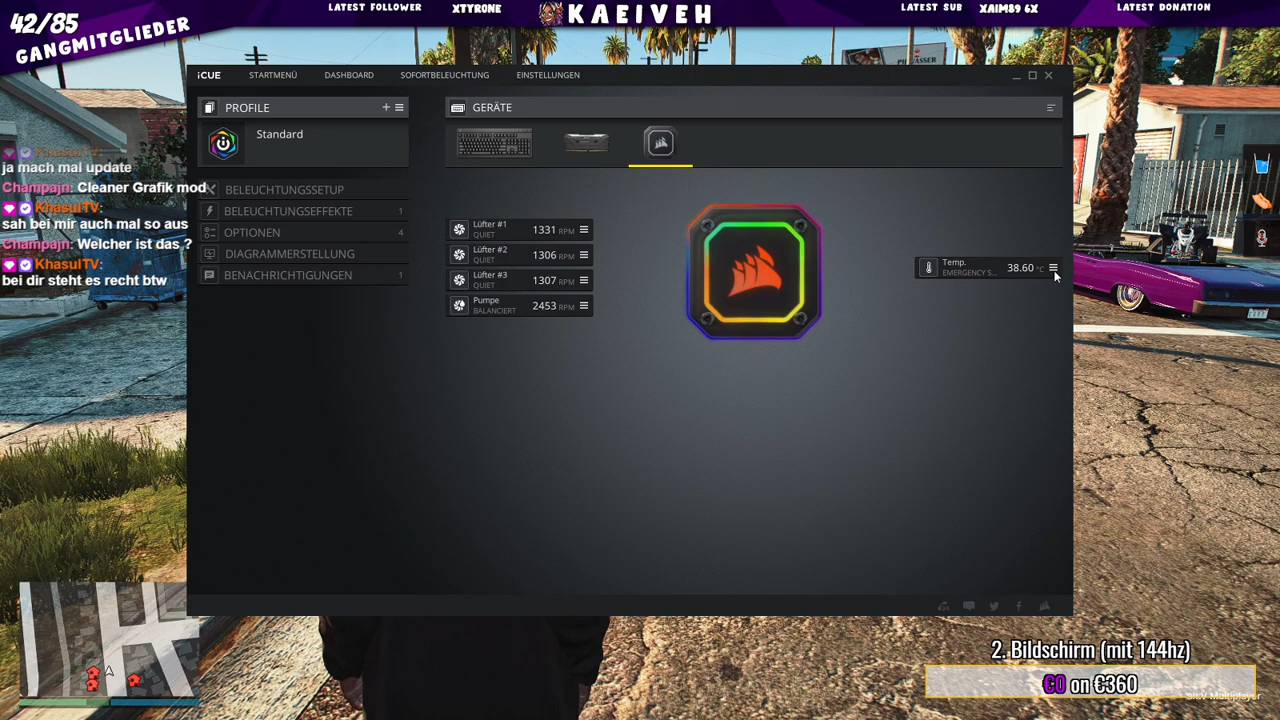 42/85
GANGMITGLIEDER
LATEST FOLLOWER
XTYRONE
KAEIVEH
LATEST SUB
XAIM89 6X
LATEST DONATION
iCUE
STARTMENÜ
DASHBOARD
SOFORTBELEUCHTUNG
EINSTELLUNGEN
PROFILE
GERÄTE
Standard
BELEUCHTUNGSSETUP
BELEUCHTUNGSEFFEKTE 1
OPTIONEN 4
DIAGRAMMERSTELLUNG
BENACHRICHTIGUNGEN 1
Lüfter #1
QUIET
1331 RPM
Lüfter #2
QUIET
1306 RPM
Lüfter #3
QUIET
1307 RPM
Pumpe
BALANCIERT
2453 RPM
Temp.
EMERGENCY S...
38.60 °C
KhasulTV:
ja mach mal update
Champajn: Cleaner Grafik mod
KhasulTV:
sah bei mir auch mal so aus
Champajn: Welcher ist das ?
KhasulTV:
bei dir steht es recht btw
2. Bildschirm (mit 144hz)
€0 on €360